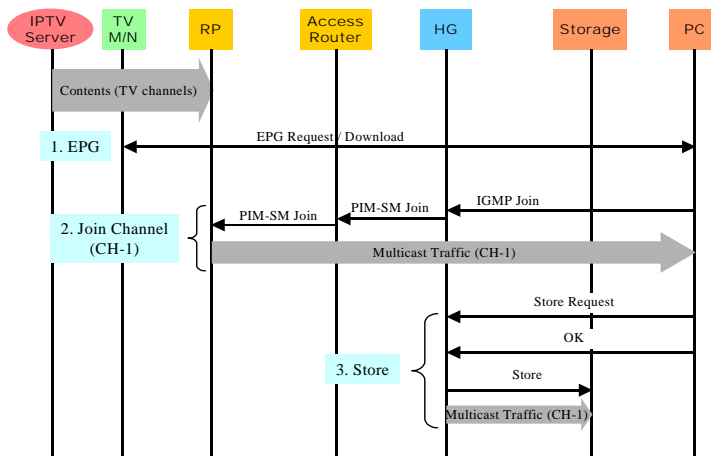 IPTV
Server
TV
M/N
RP
Access
Router
HG
Storage
PC
Contents (TV channels)
1. EPG
EPG Request / Download
IGMP Join
PIM-SM Join
PIM-SM Join
2. Join Channel
(CH-1)
Multicast Traffic (CH-1)
Store Request
OK
3. Store
Store
Multicast Traffic (CH-1)